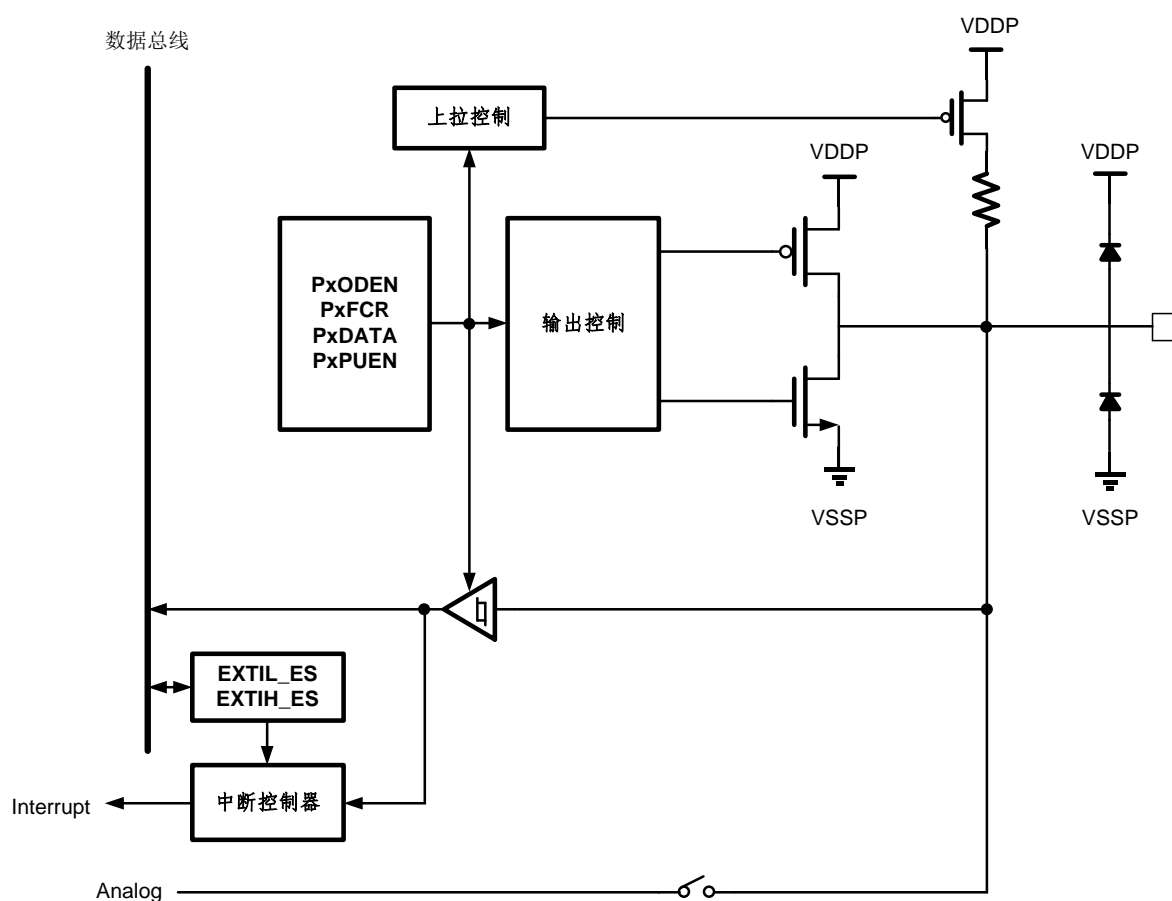 数据总线
VDDP
上拉控制
VDDP
VDDP
PxODEN
PxFCR
PxDATA
PxPUEN
输出控制
VSSP
VSSP
EXTIL_ES
EXTIH_ES
中断控制器
Interrupt
Analog